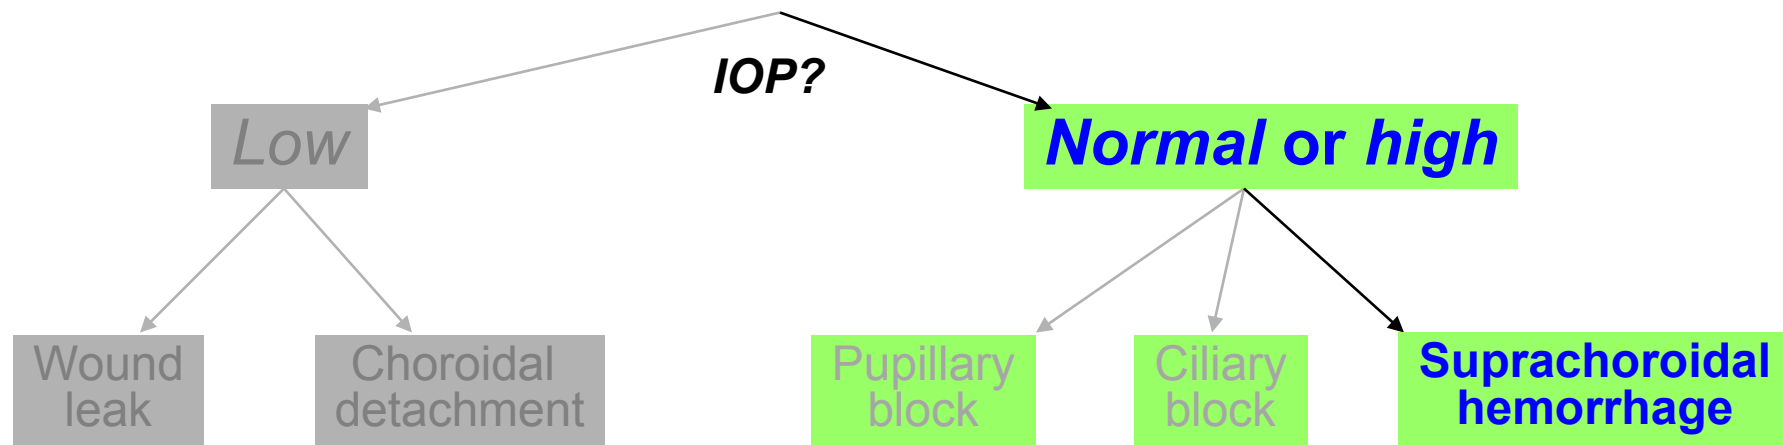 IOP?
Low
Normal or high
Wound
leak
Choroidal
detachment
Pupillary
block
Ciliary
block
Suprachoroidal
hemorrhage